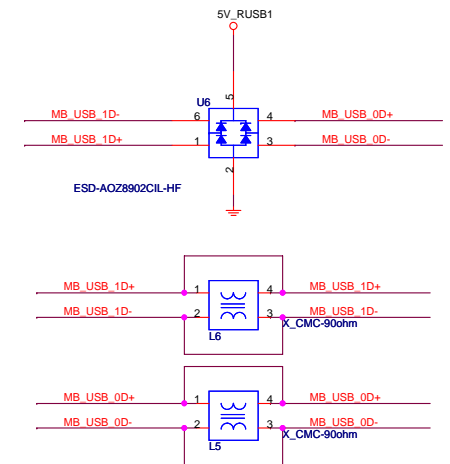 5V_RUSB1
5
U6
MB_USB_1D- 6 4 MB_USB_0D+
MB_USB_1D+ 1 3 MB_USB_0D-
2
ESD-AOZ8902CIL-HF
MB_USB_1D+ 1 4 MB_USB_1D+
MB_USB_1D- 2 3 MB_USB_1D-
L6 X_CMC-90ohm
MB_USB_0D+ 1 4 MB_USB_0D+
MB_USB_0D- 2 3 MB_USB_0D-
L5 X_CMC-90ohm